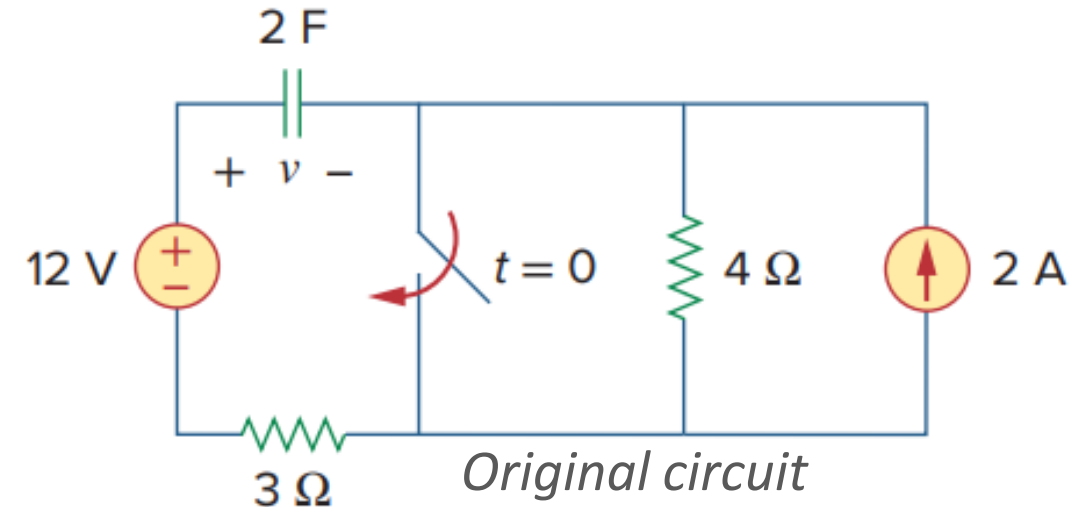 2 F
+ v −
12 V
+
−
t = 0
4 Ω
2 A
3 Ω
Original circuit